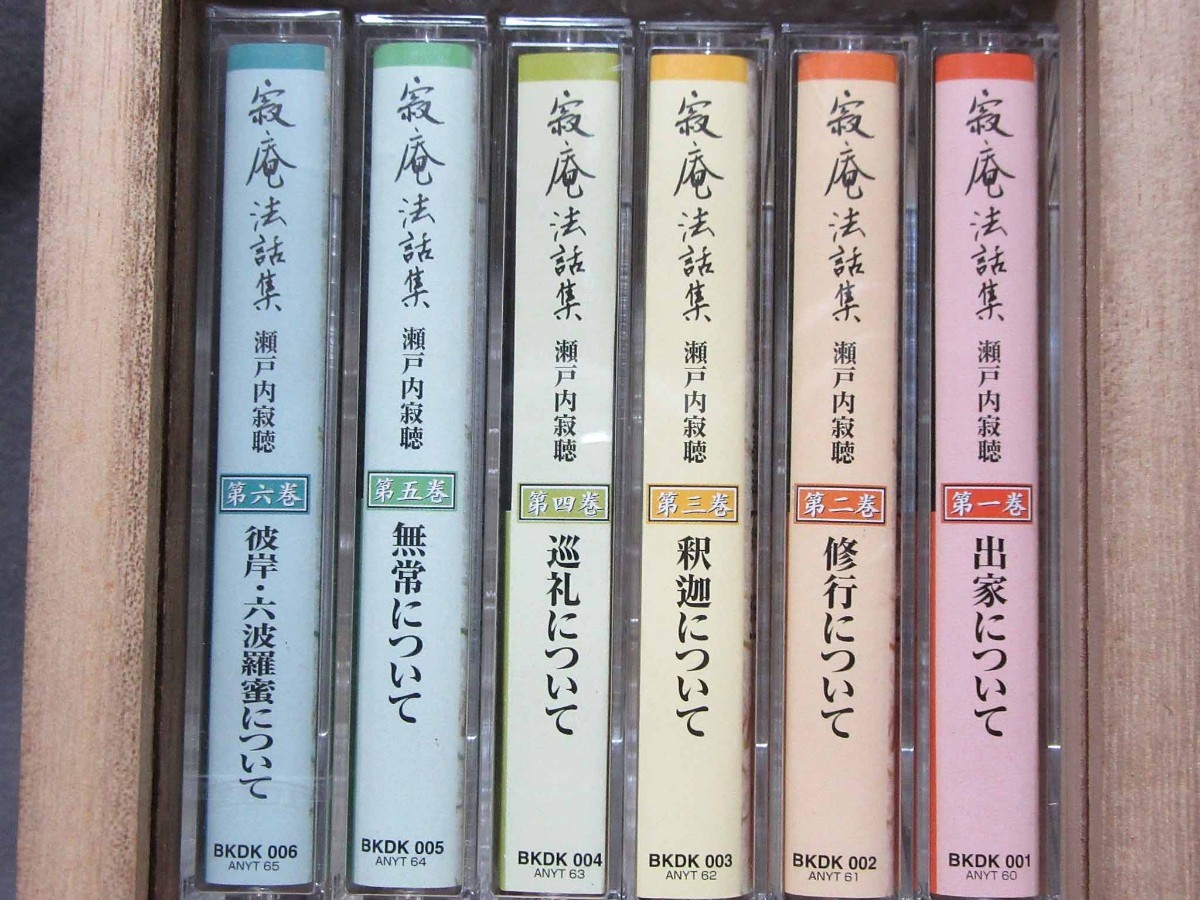 寂庵法話集 瀬戸内寂聴
第一巻
出家について
BKDK 001
ANYT 60
寂庵法話集 瀬戸内寂聴
第二巻
修行について
BKDK 002
ANYT 61
寂庵法話集 瀬戸内寂聴
第三巻
釈迦について
BKDK 003
ANYT 62
寂庵法話集 瀬戸内寂聴
第四巻
巡礼について
BKDK 004
ANYT 63
寂庵法話集 瀬戸内寂聴
第五巻
無常について
BKDK 005
ANYT 64
寂庵法話集 瀬戸内寂聴
第六巻
彼岸・六波羅蜜について
BKDK 006
ANYT 65